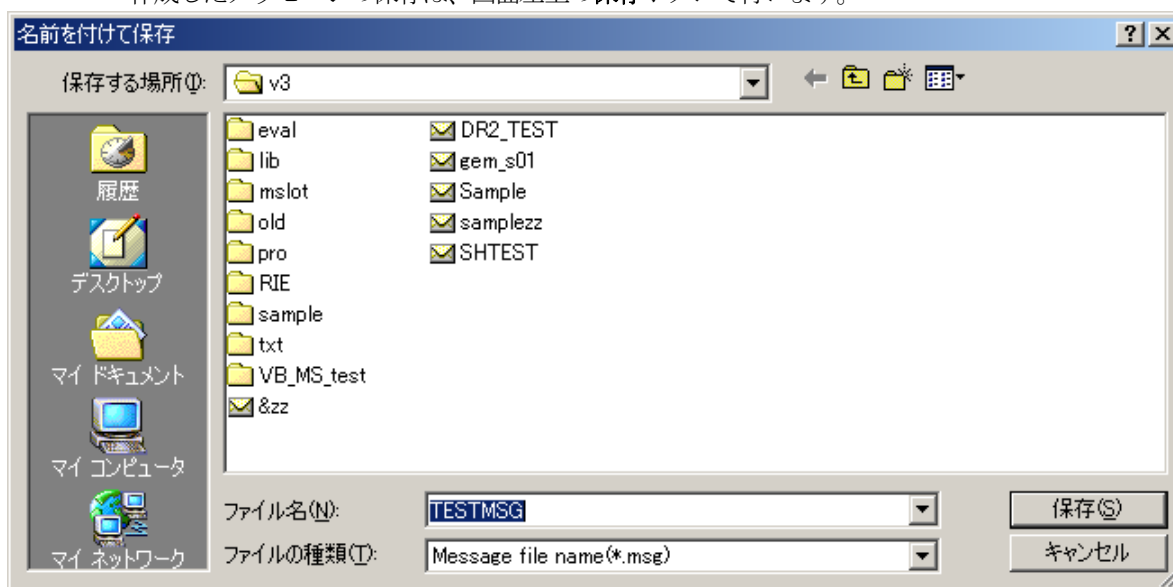 名前を付けて保存
保存する場所(I):
v3
履歴
デスクトップ
マイ ドキュメント
マイ コンピュータ
マイ ネットワーク
eval
lib
mslot
old
pro
RIE
sample
txt
VB_MS_test
&zz
DR2_TEST
gem_s01
Sample
samplezz
SHTEST
ファイル名(N):
TESTMSG
保存(S)
ファイルの種類(T):
Message file name(*.msg)
キャンセル